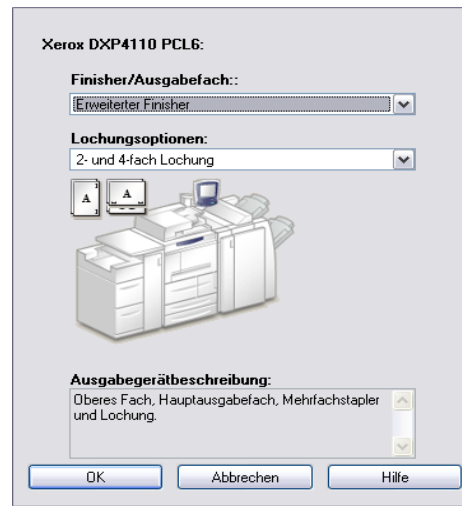 Xerox DXP4110 PCL6:
Finisher/Ausgabefach::
Erweiterter Finisher
Lochungsoptionen:
2- und 4-fach Lochung
A A
Ausgabegerätbeschreibung:
Oberes Fach, Hauptausgabefach, Mehrfachstapler
und Lochung.
OK Abbrechen Hilfe